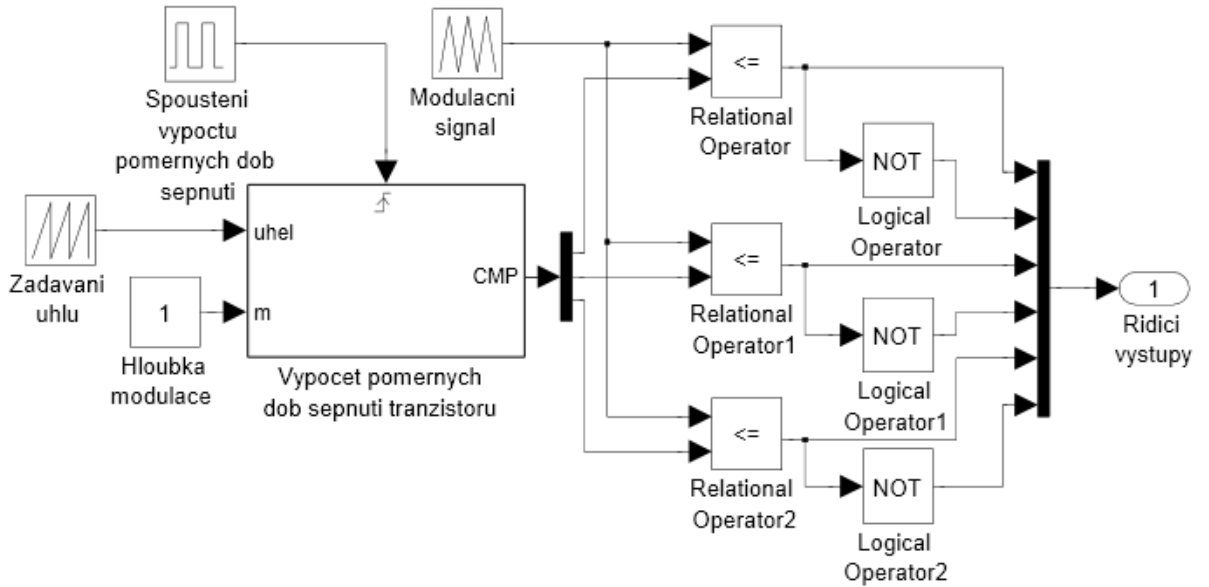 Spousteni
vypoctu
pomernych dob
sepnuti
Modulacni
signal
<=
Relational
Operator
NOT
Logical
Operator
Zadavani
uhlu
uhel
m
CMP
1
Hloubka
modulace
Vypocet pomernych
dob sepnuti tranzistoru
<=
Relational
Operator1
NOT
Logical
Operator1
<=
Relational
Operator2
NOT
Logical
Operator2
1
Ridici
vystupy